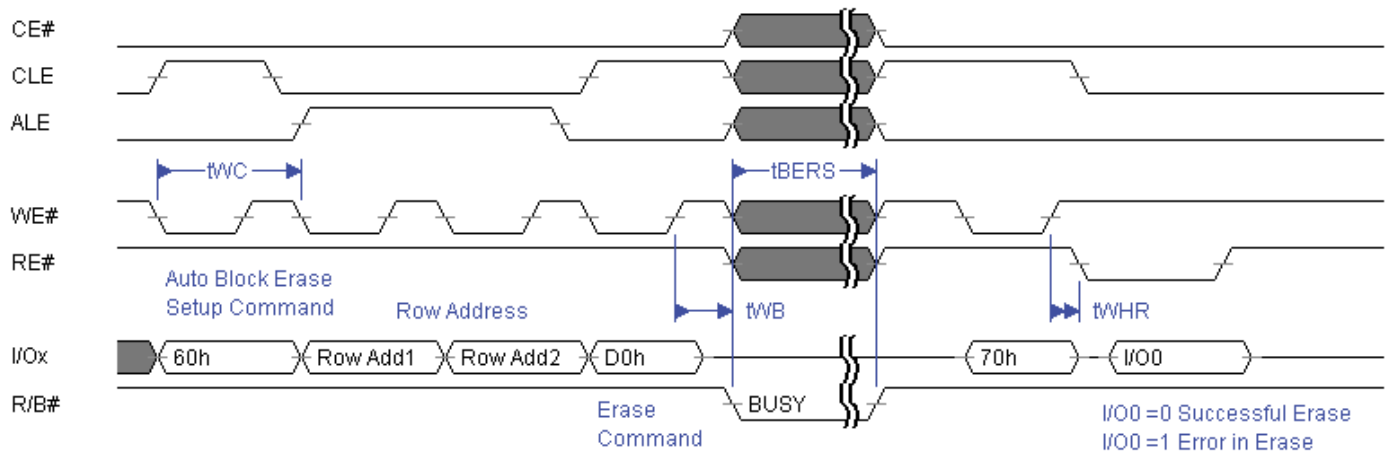 CE#
CLE
ALE
tWC
tBERS
WE#
RE#
Auto Block Erase
Setup Command
Row Address
tWB
tWHR
I/Ox
60h
Row Add1
Row Add2
D0h
70h
I/O0
R/B#
BUSY
Erase
Command
I/O0 =0 Successful Erase
I/O0 =1 Error in Erase